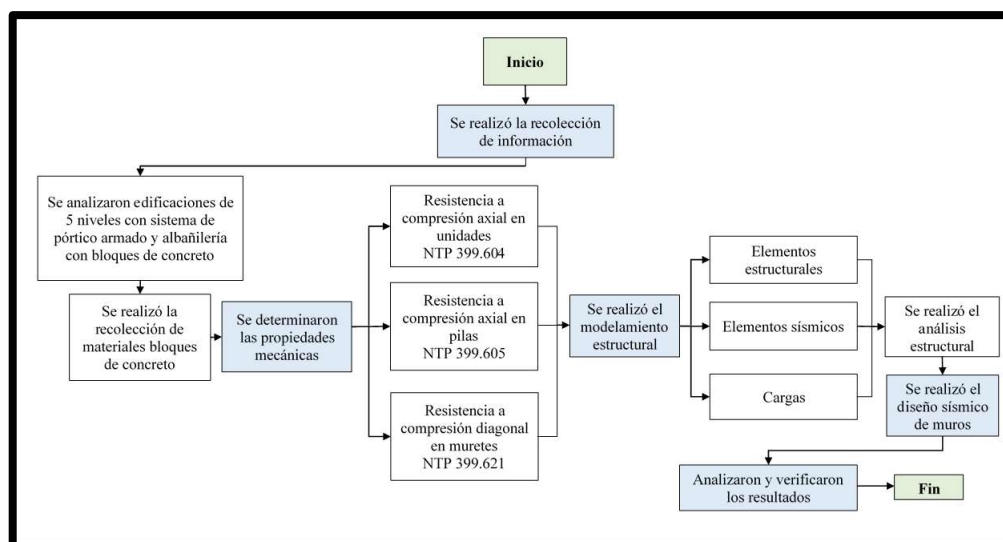 Inicio
Se realizó la recolección
de información
Se analizaron edificaciones de
5 niveles con sistema de
pórtico armado y albañilería
con bloques de concreto
Se realizó la
recolección de
materiales bloques
de concreto
Se determinaron
las propiedades
mecánicas
Resistencia a
compresión axial en
unidades
NTP 399.604
Resistencia a
compresión axial en
pilas
NTP 399.605
Resistencia a
compresión diagonal
en muretes
NTP 399.621
Se realizó el
modelamiento
estructural
Elementos
estructurales
Elementos sísmicos
Cargas
Se realizó el
análisis
estructural
Se realizó el
diseño sísmico
de muros
Analizaron y verificaron
los resultados
Fin